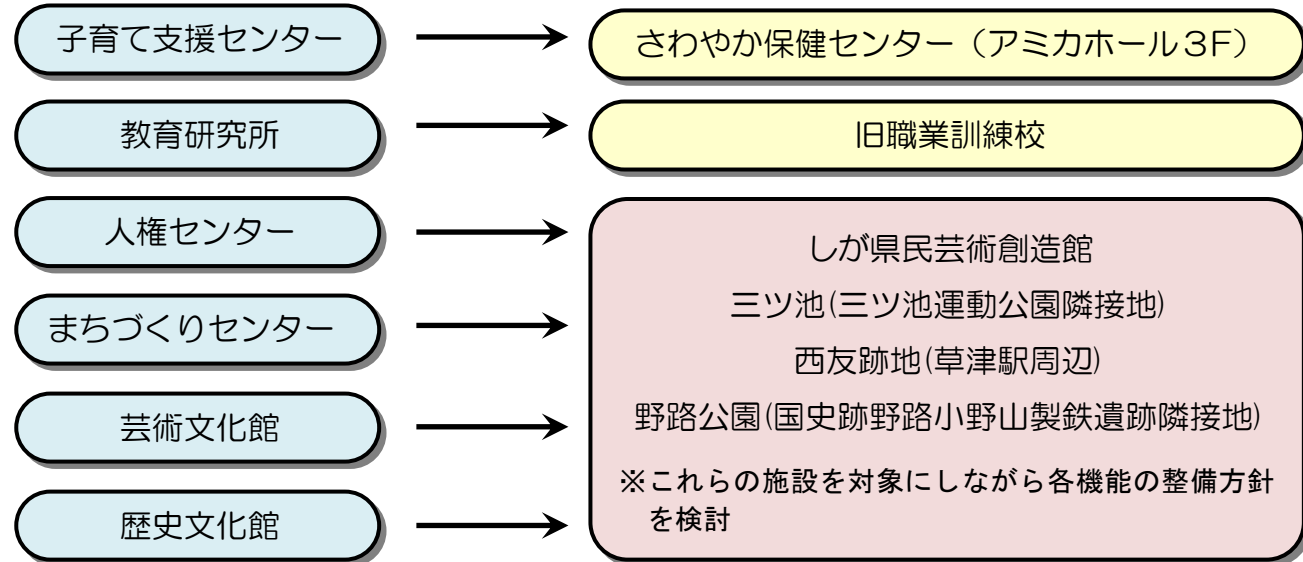 子育て支援センター
さわやか保健センター（アミカホール３F）
教育研究所
旧職業訓練校
人権センター
まちづくりセンター
芸術文化館
歴史文化館
しが県民芸術創造館
三ツ池(三ツ池運動公園隣接地)
西友跡地(草津駅周辺)
野路公園(国史跡野路小野山製鉄遺跡隣接地)
※これらの施設を対象にしながら各機能の整備方針
を検討